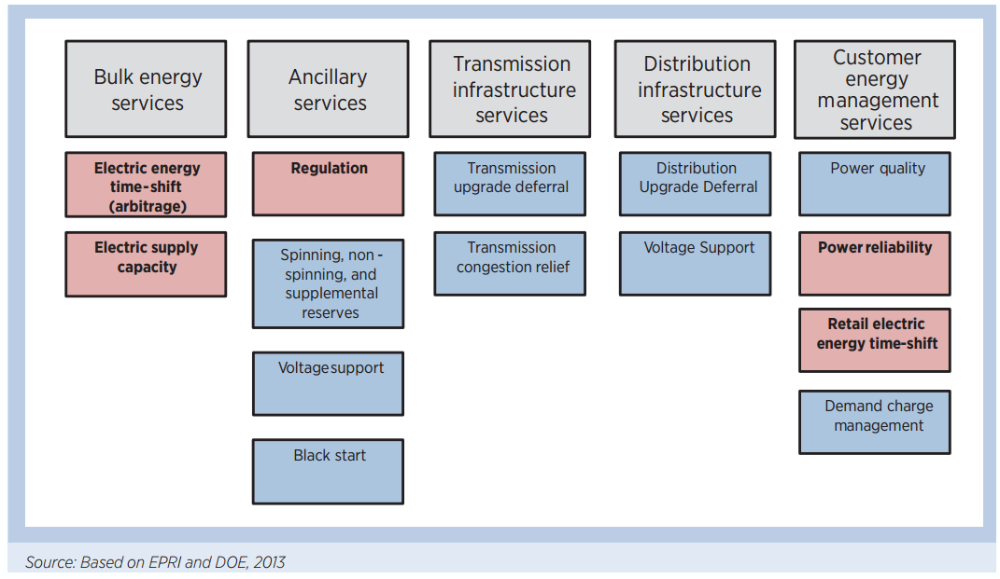 Bulk energy
services
Ancillary
services
Transmission
infrastructure
services
Distribution
infrastructure
services
Customer
energy
management
services
Electric energy
time-shift
(arbitrage)
Electric supply
capacity
Regulation
Spinning, non -
spinning, and
supplemental
reserves
Voltage support
Black start
Transmission
upgrade deferral
Transmission
congestion relief
Distribution
Upgrade Deferral
Voltage Support
Power quality
Power reliability
Retail electric
energy time-shift
Demand charge
management
Source: Based on EPRI and DOE, 2013